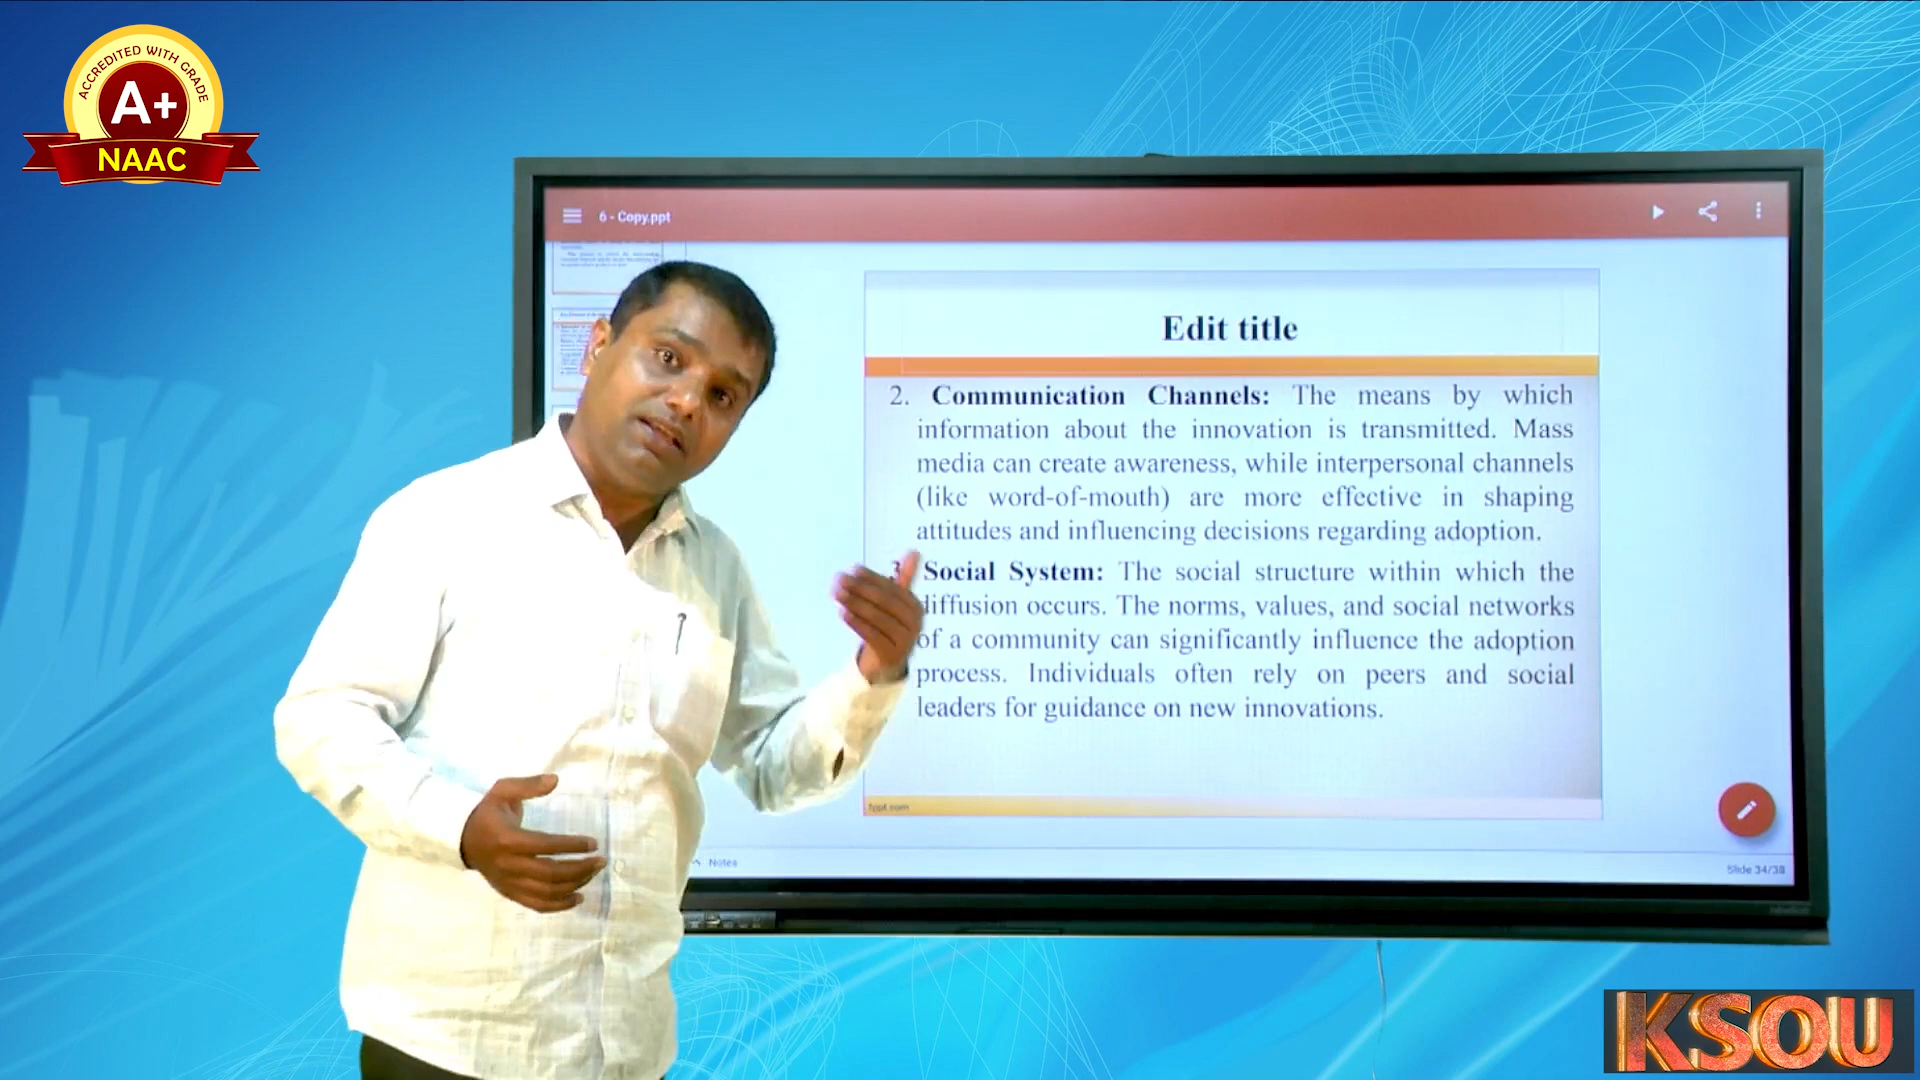 ACCREDITED WITH GRADE
A+
NAAC
6 - Copy.ppt
Edit title
2. Communication Channels: The means by which
information about the innovation is transmitted. Mass
media can create awareness, while interpersonal channels
(like word-of-mouth) are more effective in shaping
attitudes and influencing decisions regarding adoption.
3 Social System: The social structure within which the
diffusion occurs. The norms, values, and social networks
of a community can significantly influence the adoption
process. Individuals often rely on peers and social
leaders for guidance on new innovations.
fppt.com
Notes
Slide 34/38
KSOU